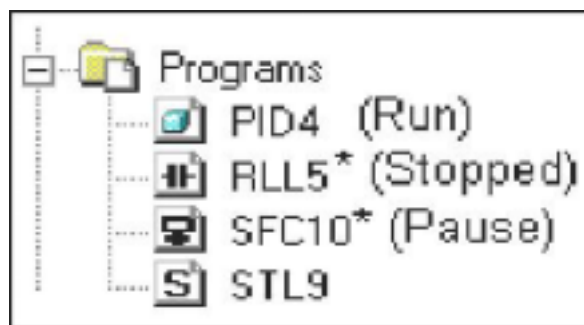 Programs
PID4 (Run)
RLL5* (Stopped)
SFC10* (Pause)
S STL9